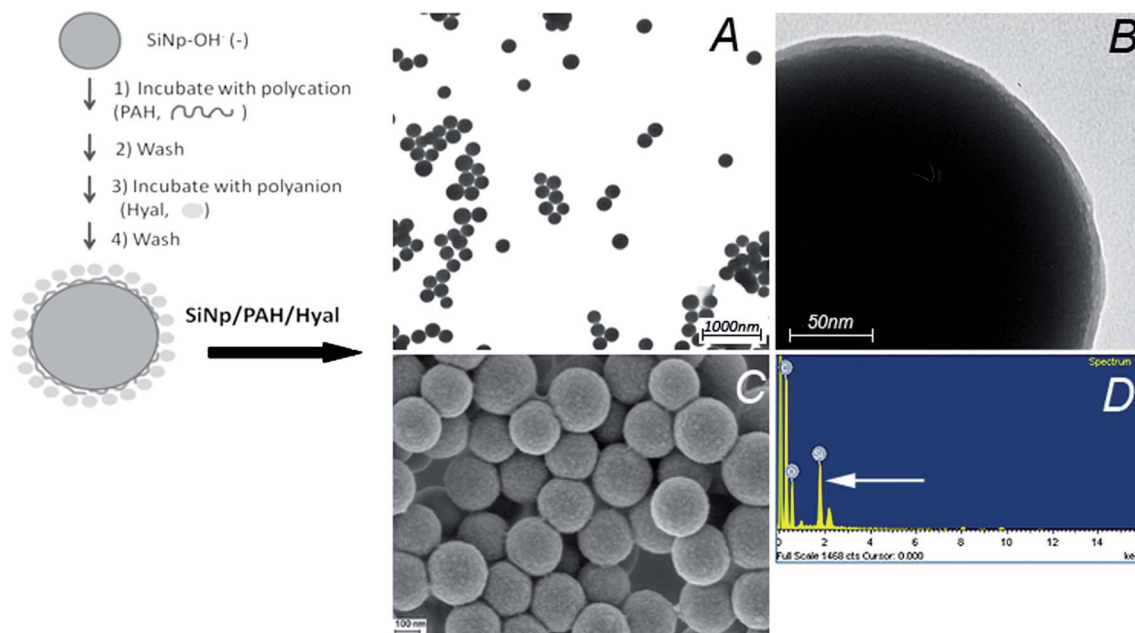 SiNp-OH⁻ (-)
1) Incubate with polycation
(PAH, )
2) Wash
3) Incubate with polyanion
(Hyal, )
4) Wash
SiNp/PAH/Hyal
A
1000nm
B
50nm
C
100 nm
D
Spectrum
C
O
Si
0 2 4 6 8 10 12 14
Full Scale 1468 cts Cursor: 0.000
ke